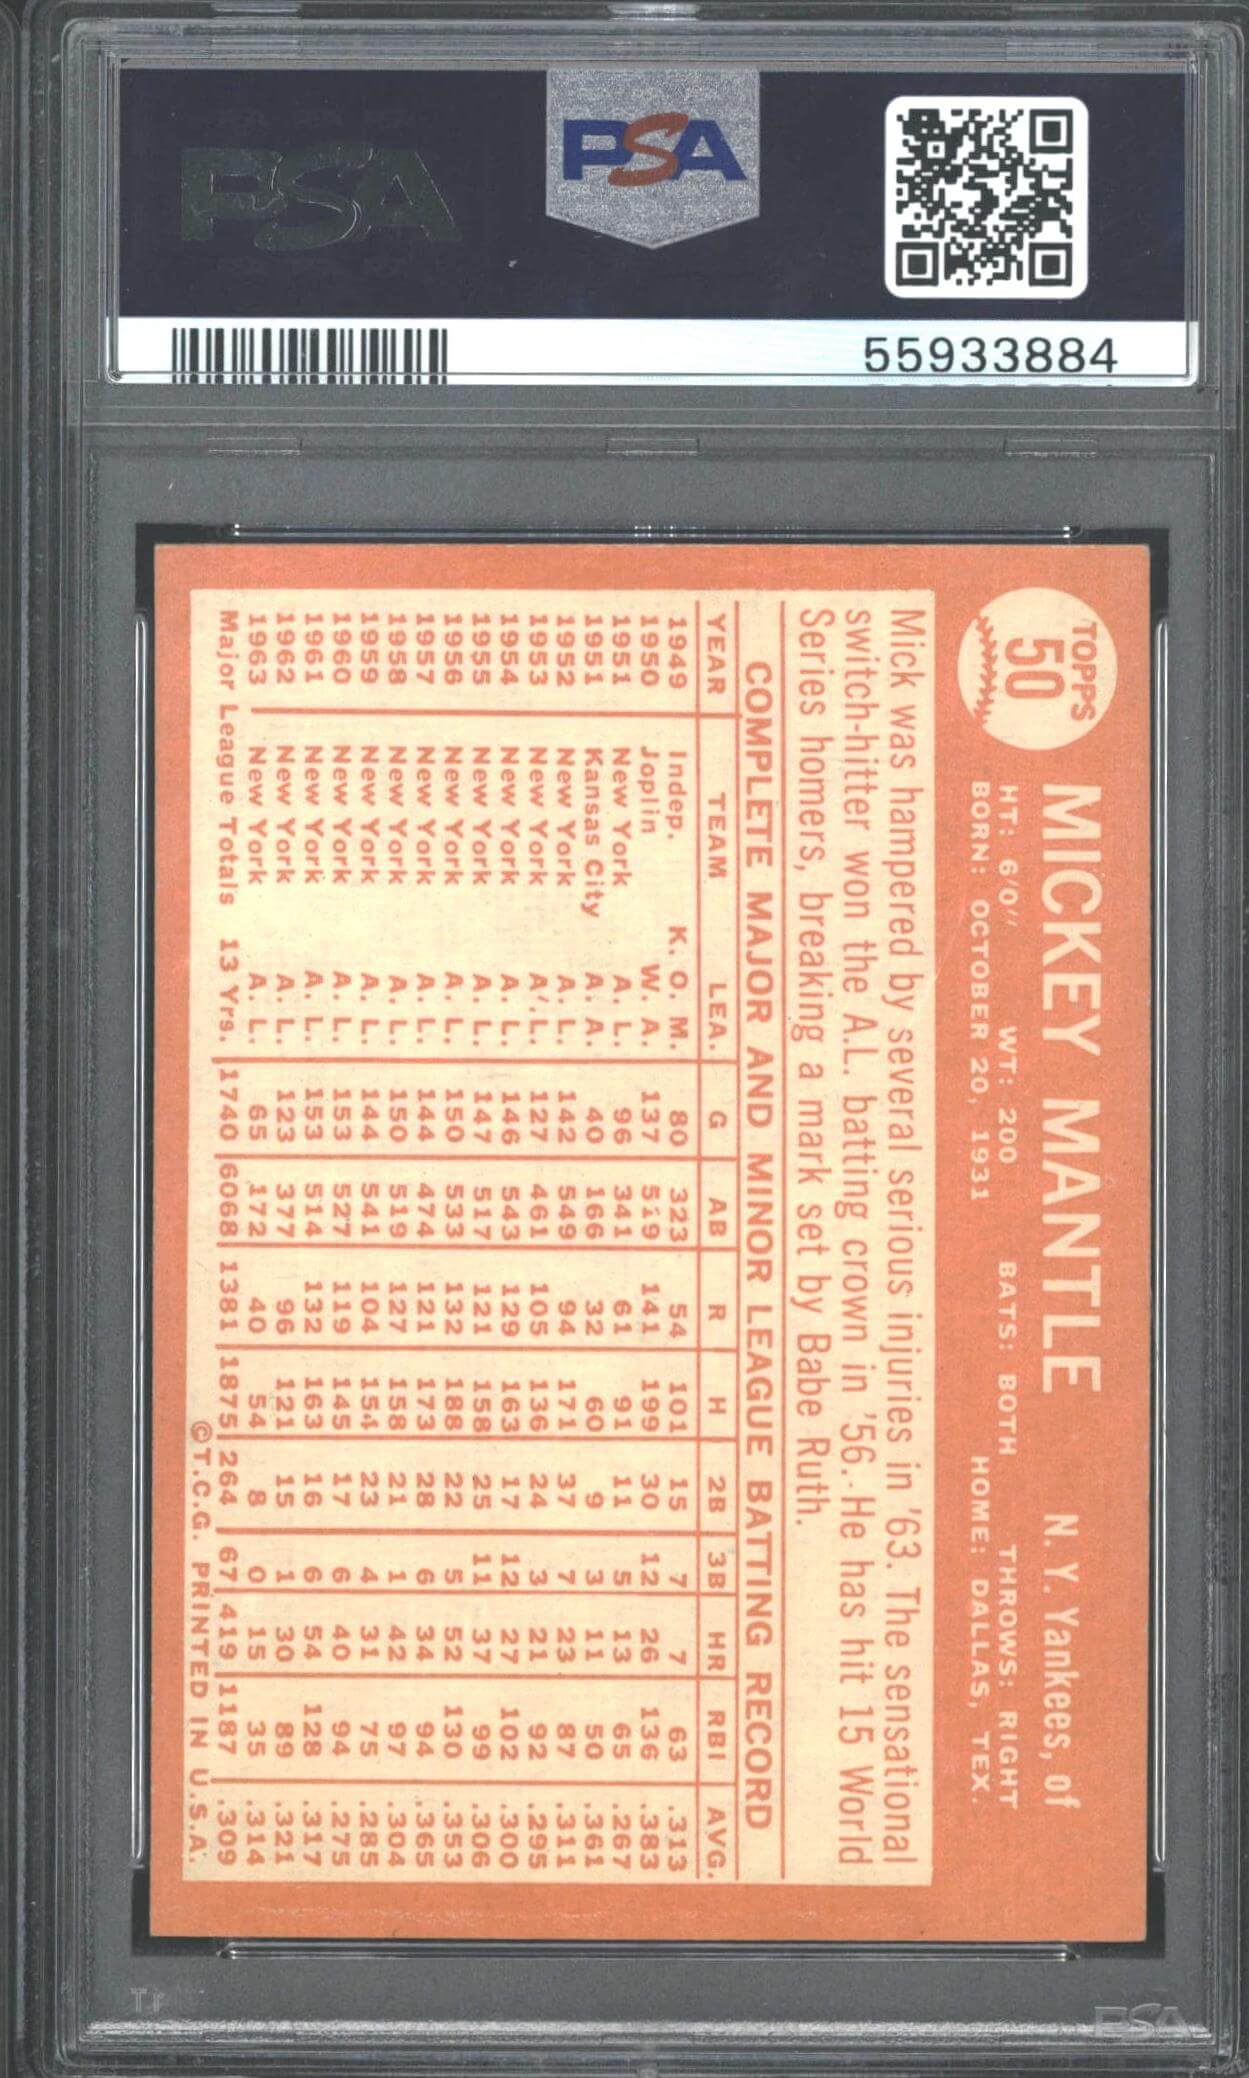 PSA
PSA
55933884
TOPPS
50
MICKEY MANTLE N. Y. Yankees, of
HT: 6'0" WT: 200 BATS: BOTH THROWS: RIGHT
BORN: OCTOBER 20, 1931 HOME: DALLAS, TEX.
Mick was hampered by several serious injuries in '63. The sensational
switch-hitter won the A.L. batting crown in '56. He has hit 15 World
Series homers, breaking a mark set by Babe Ruth.
COMPLETE MAJOR AND MINOR LEAGUE BATTING RECORD
YEAR TEAM LEA. G AB R H 2B 3B HR RBI AVG.
1949 Indep. K. O. M. 80 323 54 101 15 7 7 63 .313
1950 Joplin W. A. 137 519 141 199 30 12 26 136 .383
1951 New York A. L. 96 341 61 91 11 5 13 65 .267
1951 Kansas City A. A. 40 166 32 60 9 3 11 50 .361
1952 New York A. L. 142 549 94 171 37 7 23 87 .311
1953 New York A. L. 127 461 105 136 24 3 21 92 .295
1954 New York A. L. 146 543 129 163 17 12 27 102 .300
1955 New York A. L. 147 517 121 158 25 11 37 99 .306
1956 New York A. L. 150 533 132 188 22 5 52 130 .353
1957 New York A. L. 144 474 121 173 28 6 34 94 .365
1958 New York A. L. 150 519 127 158 21 1 42 97 .304
1959 New York A. L. 144 541 104 154 23 4 31 75 .285
1960 New York A. L. 153 527 119 145 17 6 40 94 .275
1961 New York A. L. 153 514 132 163 16 6 54 128 .317
1962 New York A. L. 123 377 96 121 15 1 30 89 .321
1963 New York A. L. 65 172 40 54 8 0 15 35 .314
Major League Totals 13 Yrs. 1740 6068 1381 1875 264 67 419 1187 .309
©T.C.G. PRINTED IN U.S.A.
PSA